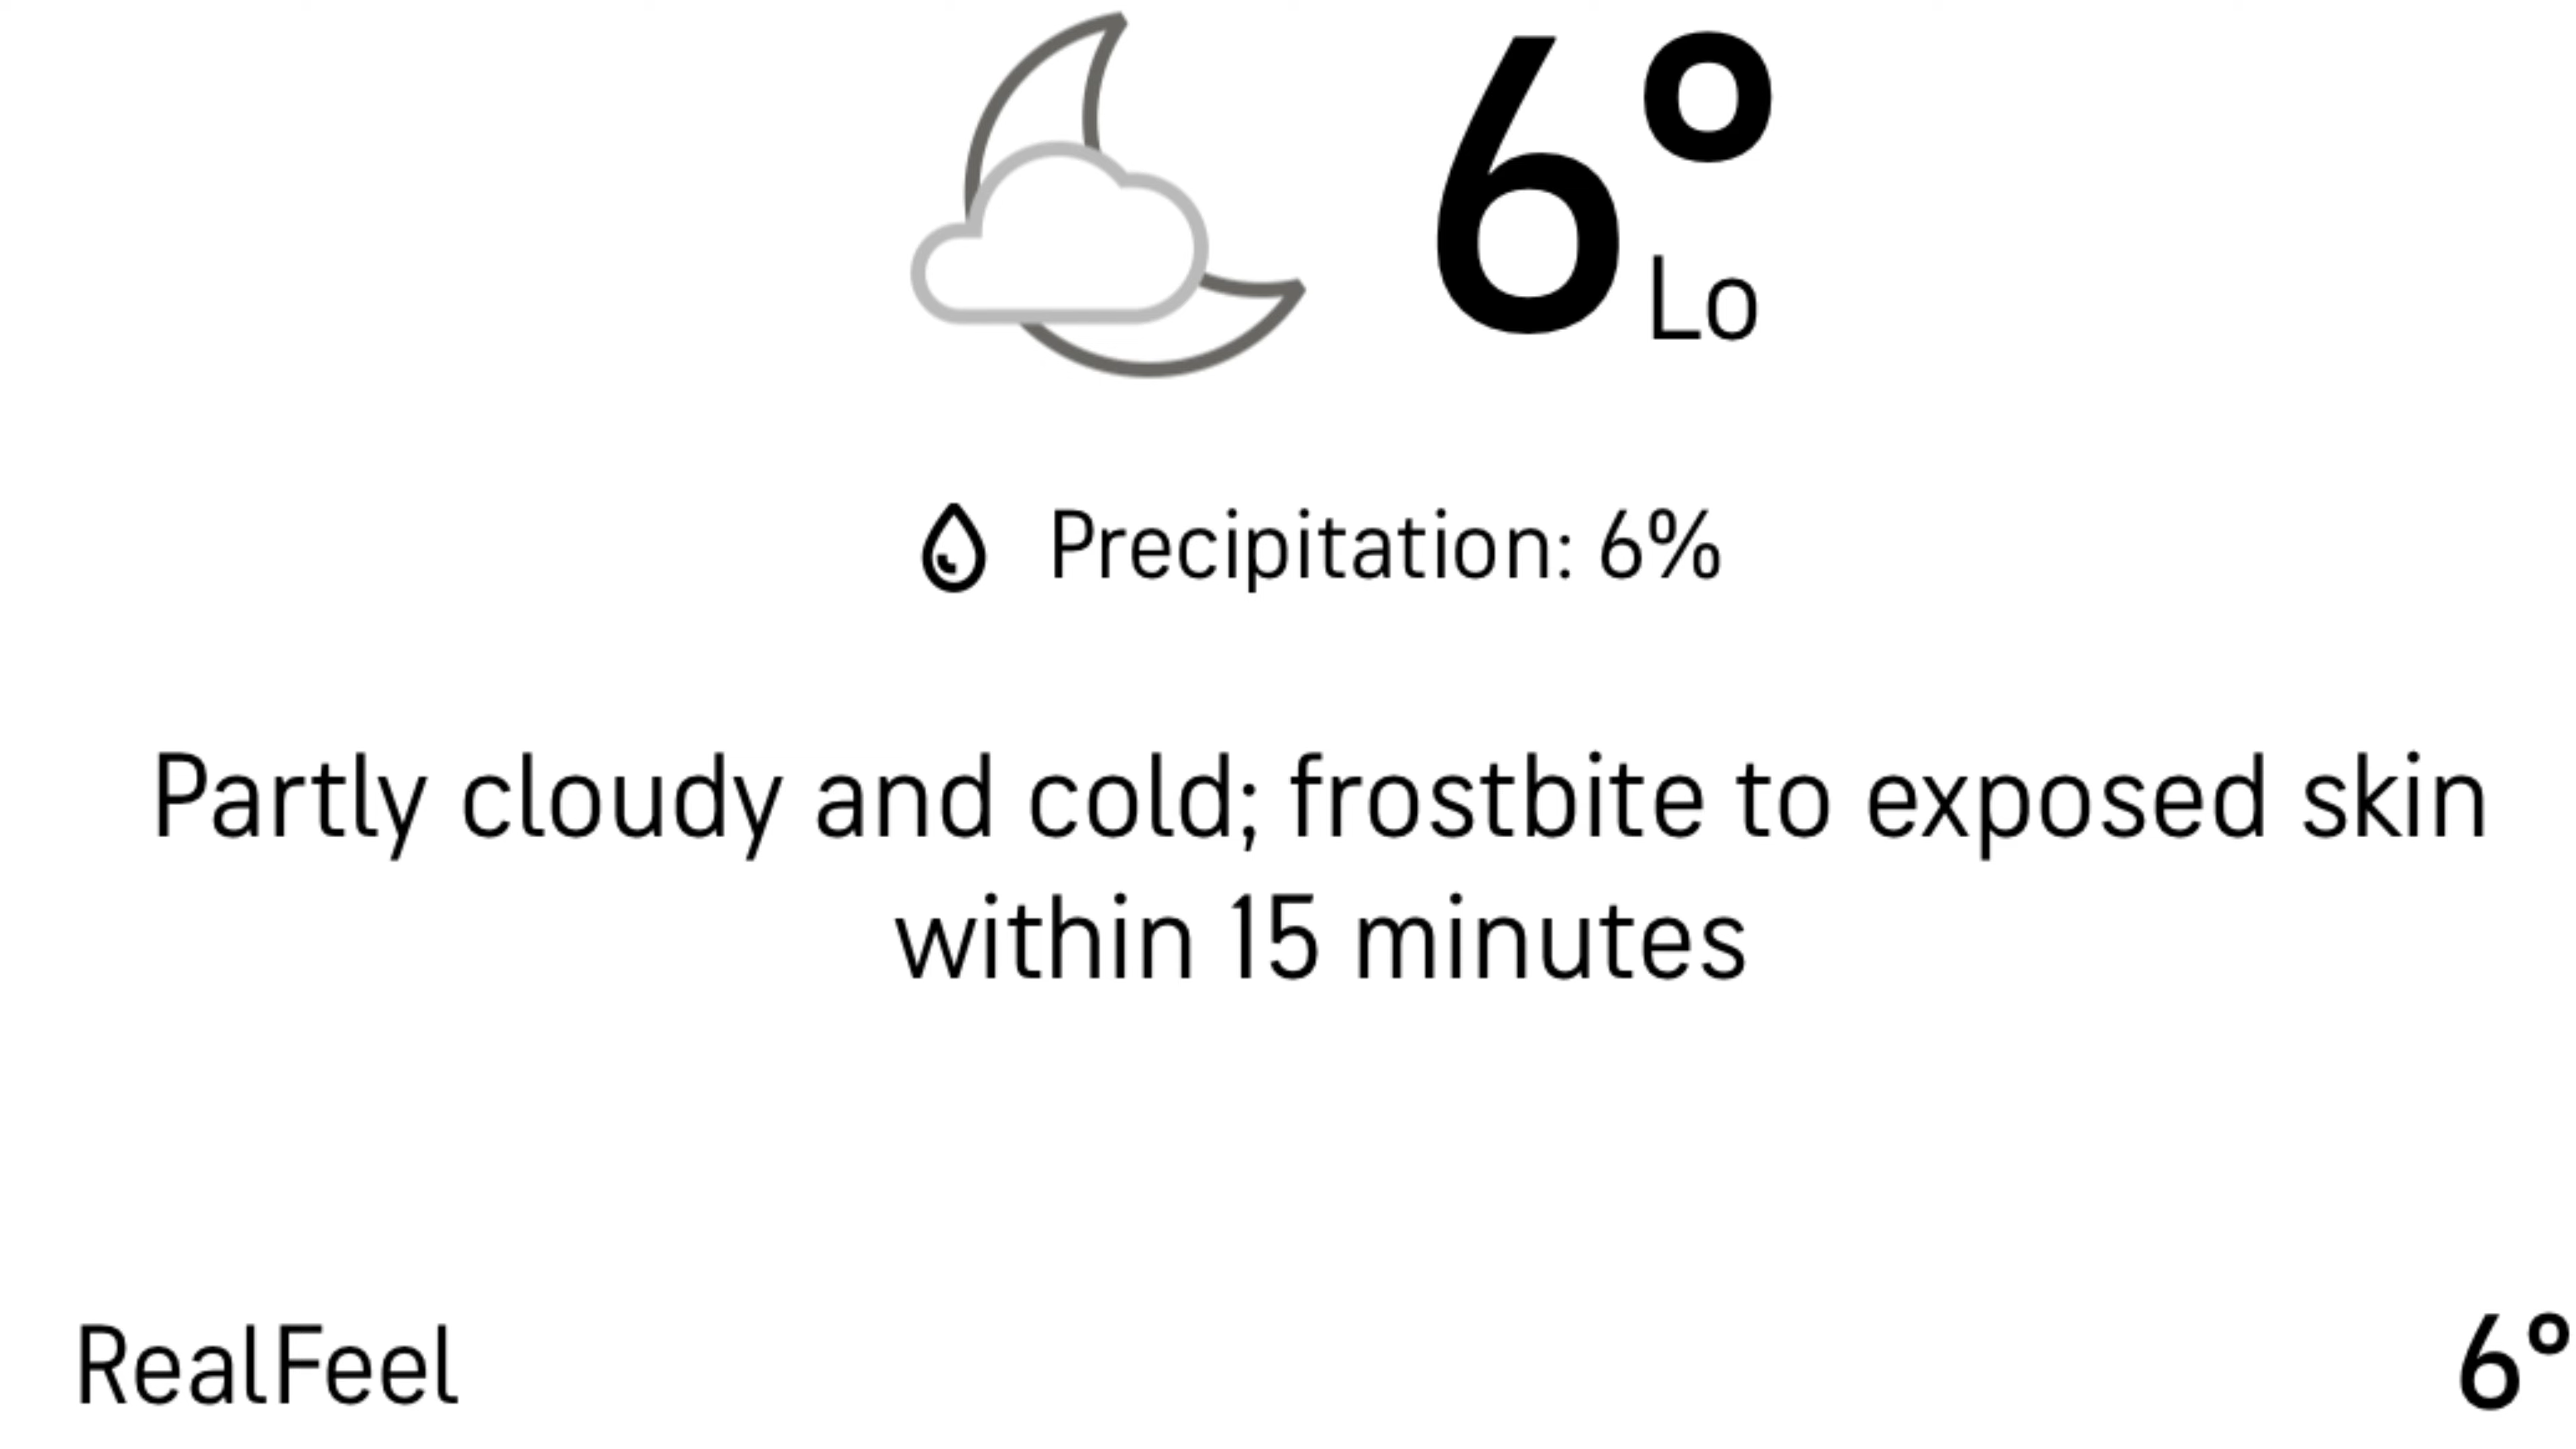 6°
Lo
Precipitation: 6%
Partly cloudy and cold; frostbite to exposed skin
within 15 minutes
RealFeel 6°